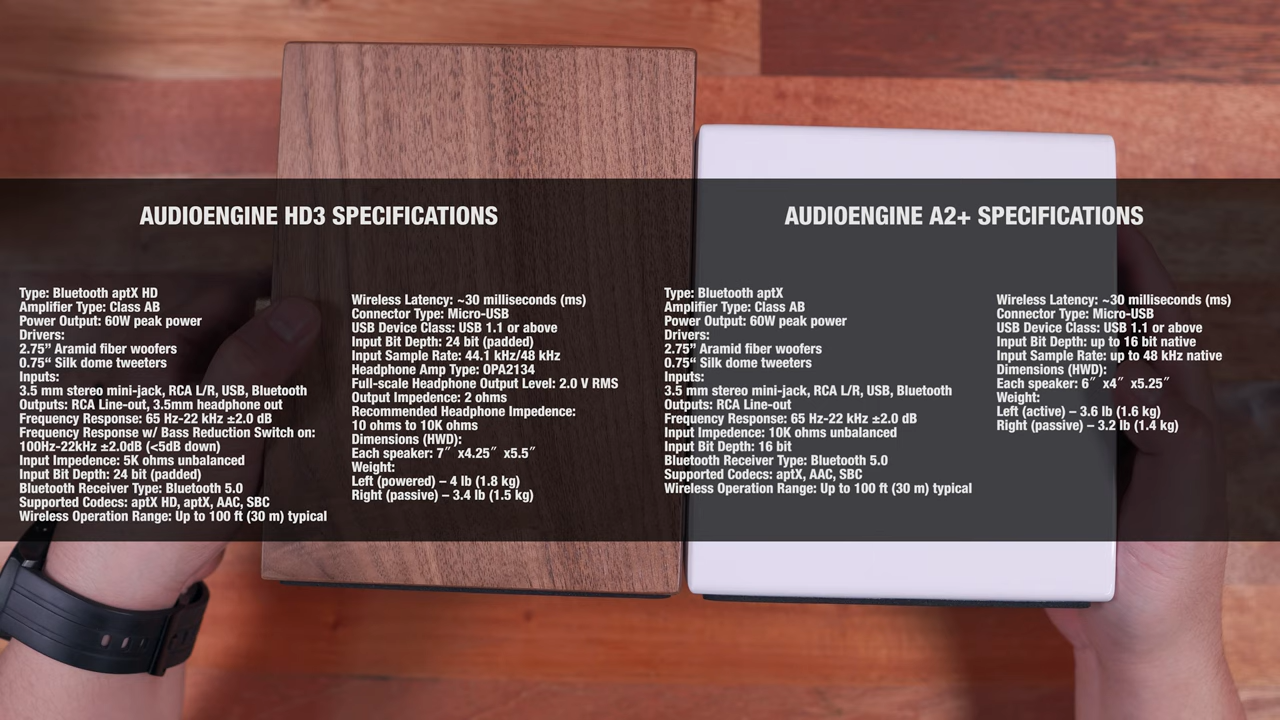 AUDIOENGINE HD3 SPECIFICATIONS
Type: Bluetooth aptX HD
Amplifier Type: Class AB
Power Output: 60W peak power
Drivers:
2.75” Aramid fiber woofers
0.75“ Silk dome tweeters
Inputs:
3.5 mm stereo mini-jack, RCA L/R, USB, Bluetooth
Outputs: RCA Line-out, 3.5mm headphone out
Frequency Response: 65 Hz-22 kHz ±2.0 dB
Frequency Response w/ Bass Reduction Switch on:
100Hz-22kHz ±2.0dB (<5dB down)
Input Impedance: 5K ohms unbalanced
Input Bit Depth: 24 bit (padded)
Bluetooth Receiver Type: Bluetooth 5.0
Supported Codecs: aptX HD, aptX, AAC, SBC
Wireless Operation Range: Up to 100 ft (30 m) typical
Wireless Latency: ~30 milliseconds (ms)
Connector Type: Micro-USB
USB Device Class: USB 1.1 or above
Input Bit Depth: 24 bit (padded)
Input Sample Rate: 44.1 kHz/48 kHz
Headphone Amp Type: OPA2134
Full-scale Headphone Output Level: 2.0 V RMS
Output Impedance: 2 ohms
Recommended Headphone Impedance:
10 ohms to 10K ohms
Dimensions (HWD):
Each speaker: 7″ x4.25″ x5.5″
Weight:
Left (powered) – 4 lb (1.8 kg)
Right (passive) – 3.4 lb (1.5 kg)
AUDIOENGINE A2+ SPECIFICATIONS
Type: Bluetooth aptX
Amplifier Type: Class AB
Power Output: 60W peak power
Drivers:
2.75” Aramid fiber woofers
0.75“ Silk dome tweeters
Inputs:
3.5 mm stereo mini-jack, RCA L/R, USB, Bluetooth
Outputs: RCA Line-out
Frequency Response: 65 Hz-22 kHz ±2.0 dB
Input Impedance: 10K ohms unbalanced
Input Bit Depth: 16 bit
Bluetooth Receiver Type: Bluetooth 5.0
Supported Codecs: aptX, AAC, SBC
Wireless Operation Range: Up to 100 ft (30 m) typical
Wireless Latency: ~30 milliseconds (ms)
Connector Type: Micro-USB
USB Device Class: USB 1.1 or above
Input Bit Depth: up to 16 bit native
Input Sample Rate: up to 48 kHz native
Dimensions (HWD):
Each speaker: 6″ x4″ x5.25″
Weight:
Left (active) – 3.6 lb (1.6 kg)
Right (passive) – 3.2 lb (1.4 kg)